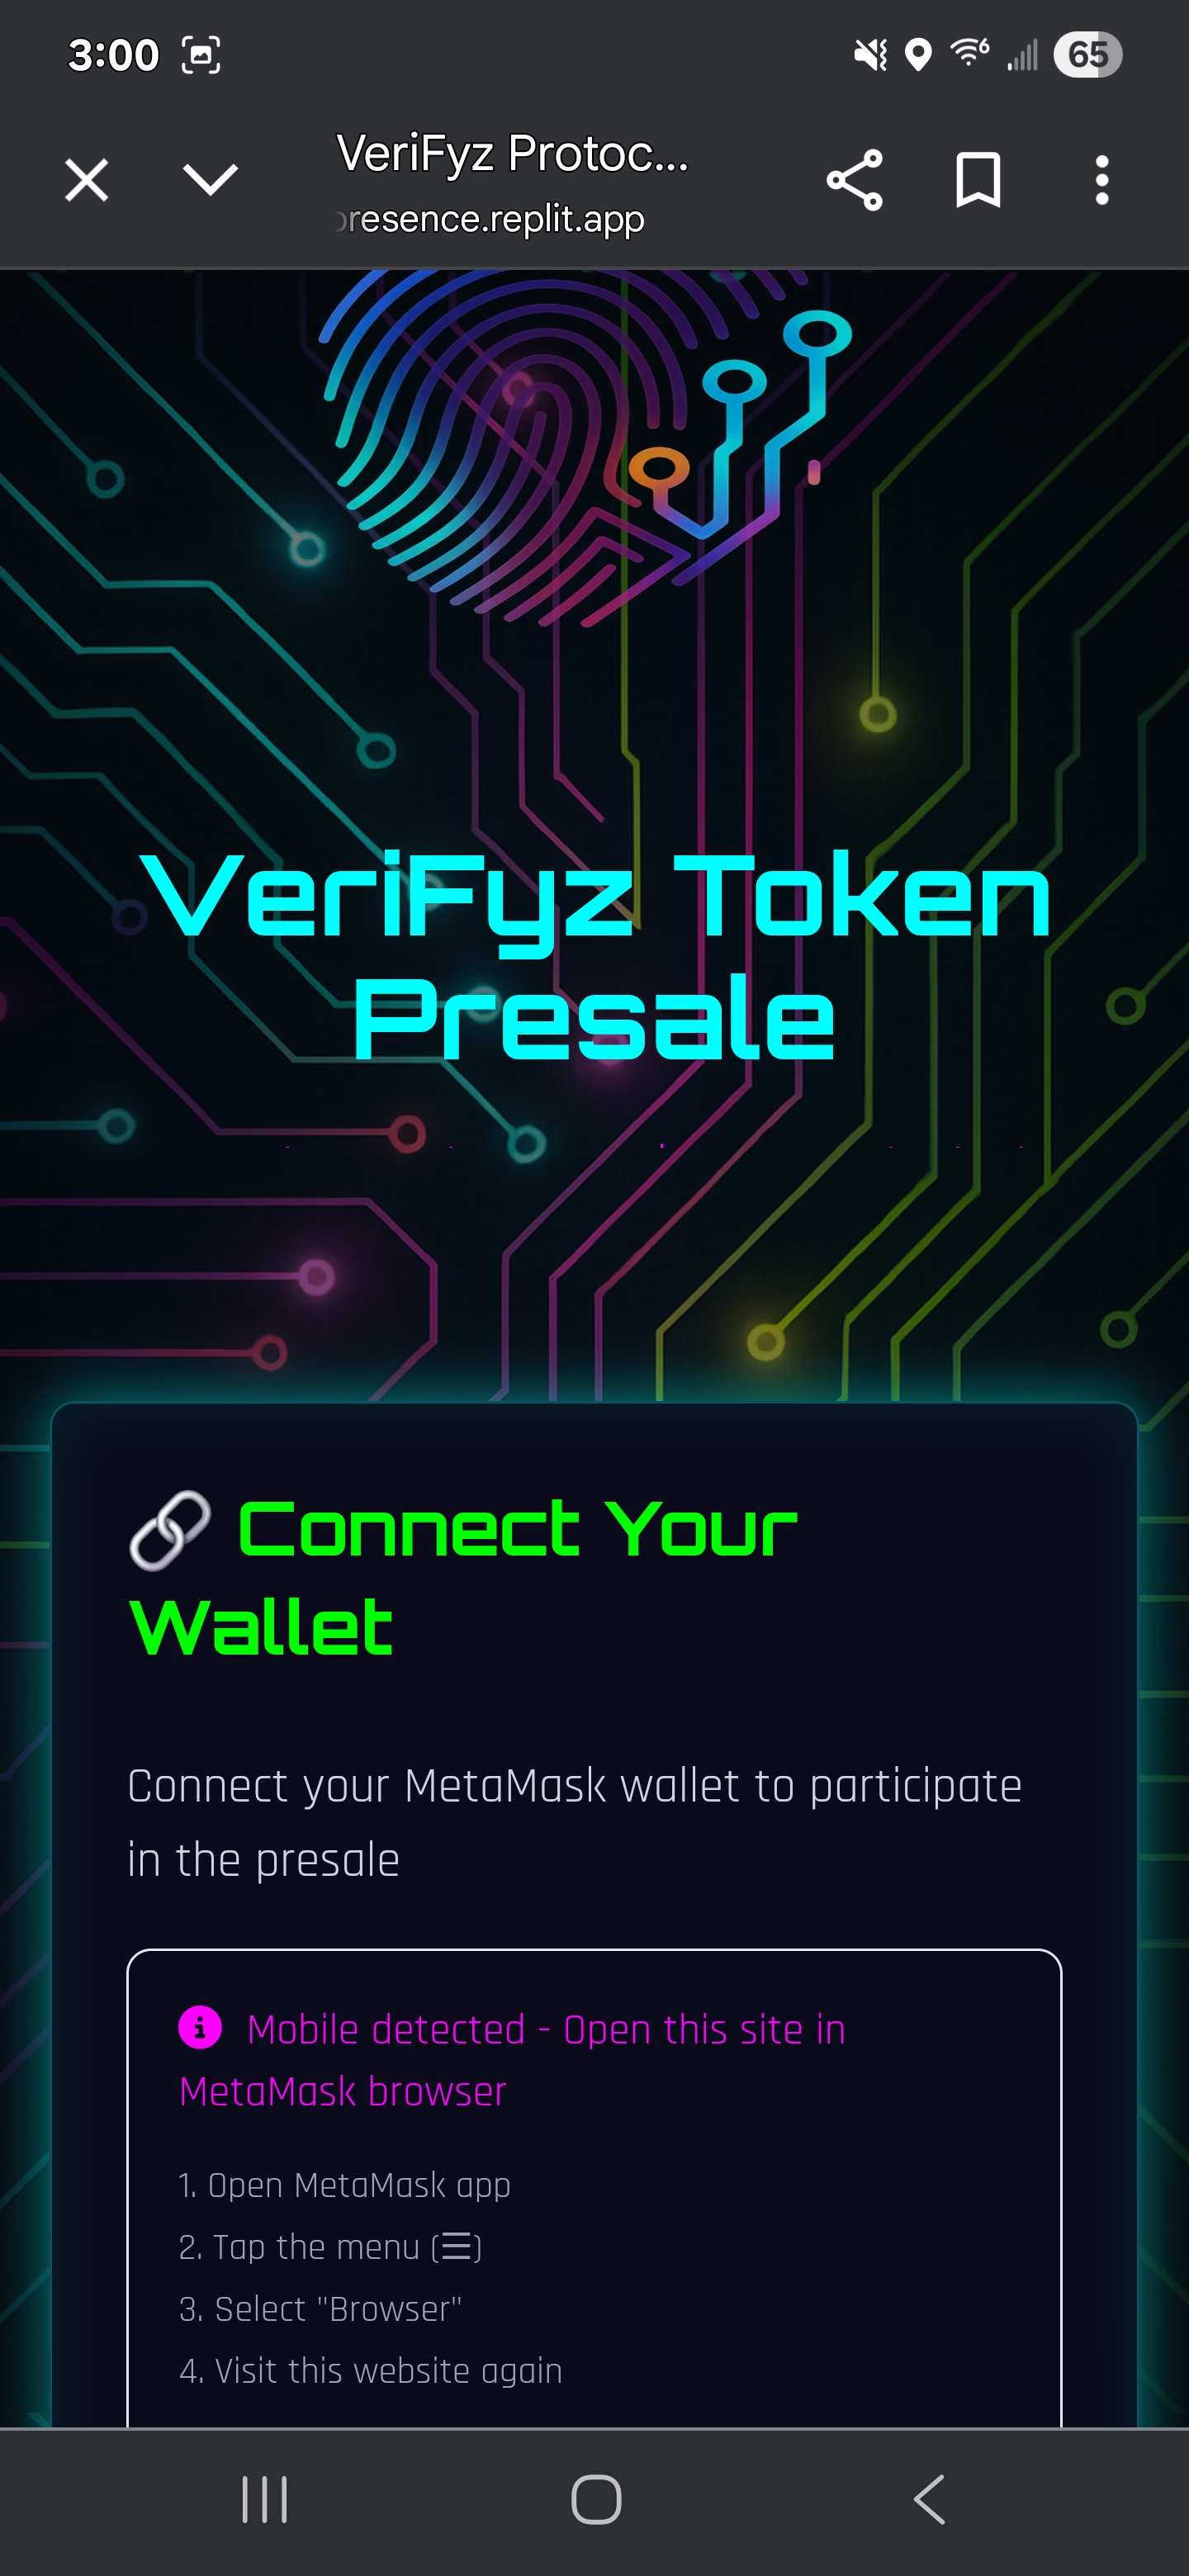 3:00
65
VeriFyz Protoc...
presence.replit.app
VeriFyz Token
Presale
Connect Your
Wallet
Connect your MetaMask wallet to participate
in the presale
Mobile detected - Open this site in
MetaMask browser
1. Open MetaMask app
2. Tap the menu (☰)
3. Select "Browser"
4. Visit this website again